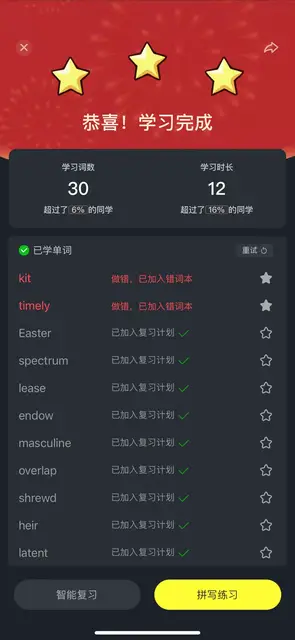 恭喜！学习完成
学习词数 学习时长
30 12
超过了 6% 的同学 超过了 16% 的同学
已学单词 重试
kit 做错，已加入错词本
timely 做错，已加入错词本
Easter 已加入复习计划
spectrum 已加入复习计划
lease 已加入复习计划
endow 已加入复习计划
masculine 已加入复习计划
overlap 已加入复习计划
shrewd 已加入复习计划
heir 已加入复习计划
latent 已加入复习计划
智能复习 拼写练习